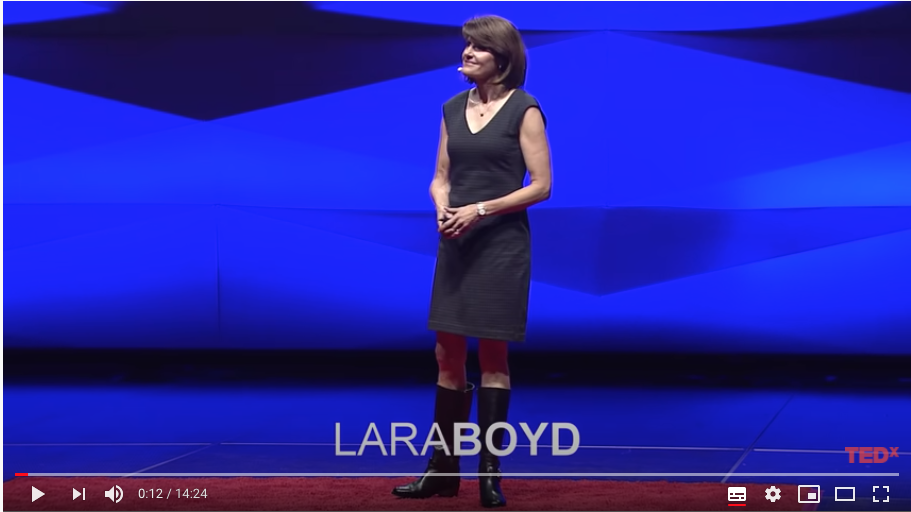 LARABOYD
TEDx
0:12 / 14:24